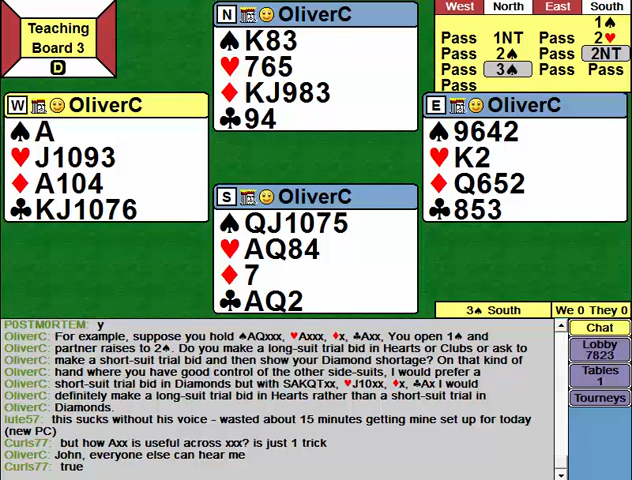 Teaching
Board 3
D
N OliverC
♠K83
♥765
♦KJ983
♣94
West North East South
1♠
Pass 1NT Pass 2♥
Pass 2♠ Pass 2NT
Pass 3♠ Pass Pass
Pass
W OliverC
♠A
♥J1093
♦A104
♣KJ1076
E OliverC
♠9642
♥K2
♦Q652
♣853
S OliverC
♠QJ1075
♥AQ84
♦7
♣AQ2
3♠ South We 0 They 0
P0STM0RTEM: y
OliverC: For example, suppose you hold ♠AQxxx, ♥Axxx, ♦x, ♣Axx, You open 1♠ and
OliverC: partner raises to 2♠. Do you make a long-suit trial bid in Hearts or Clubs or ask to
OliverC: make a short-suit trial bid and then show your Diamond shortage? On that kind of
OliverC: hand where you have good control of the other side-suits, I would prefer a
OliverC: short-suit trial bid in Diamonds but with SAKQTxx, ♥J10xx, ♦x, ♣Ax I would
OliverC: definitely make a long-suit trial bid in Hearts rather than a short-suit trial in
OliverC: Diamonds.
lute57: this sucks without his voice - wasted about 15 minutes getting mine set up for today
(new PC)
Curls77: but how Axx is useful across xxx? is just 1 trick
OliverC: John, everyone else can hear me
Curls77: true
Chat
Lobby
7823
Tables
1
Tourneys